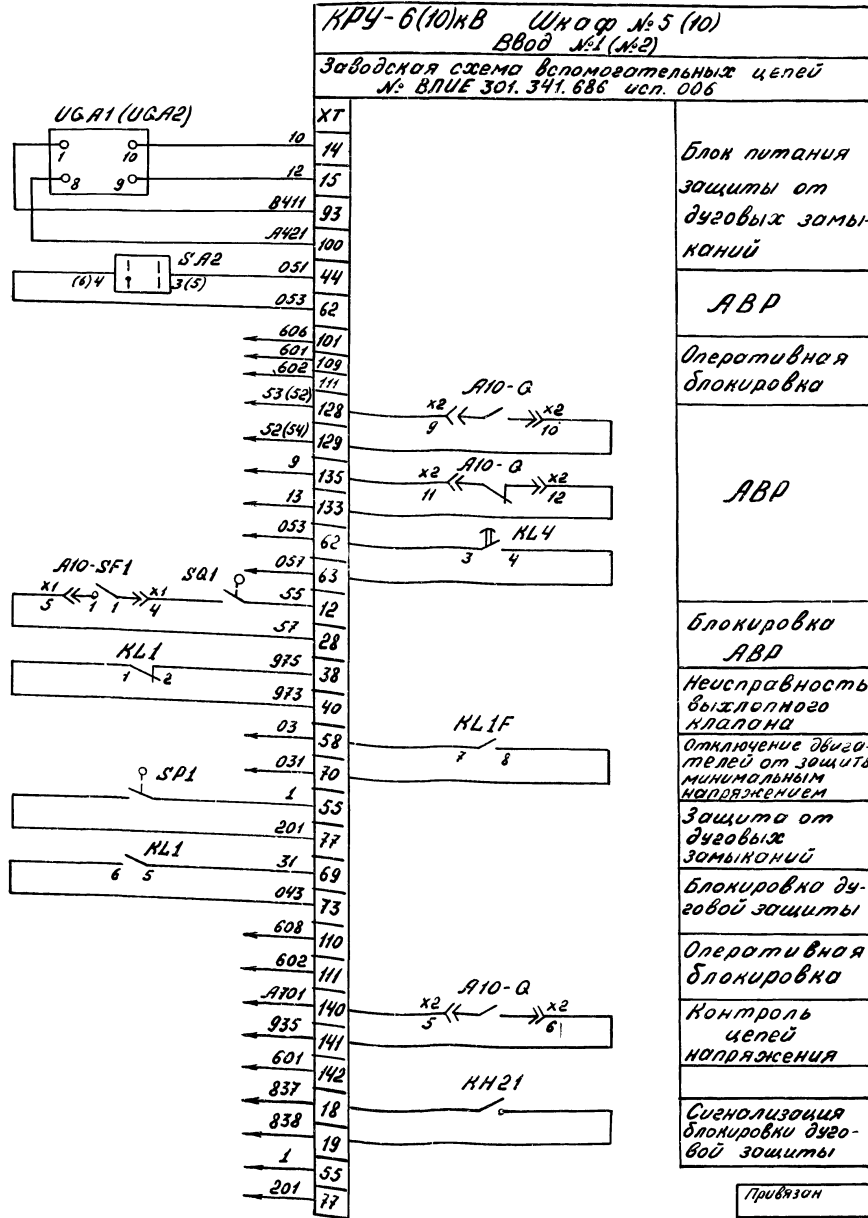 КРУ-6(10)кВ Шкаф №5 (10)
Ввод №1 (№2)
Заводская схема вспомогательных цепей
№ ВЛИЕ 301.341.686 исп. 006
UGA1 (UGA2)
XT
1 10
8 9
10 14
12 15
В411 93
А421 100
Блок питания
защиты от
дуговых замы-
каний
SA2
(6)4 3(5)
051 44
053 62
АВР
606 101
601 109
602 111
Оперативная
блокировка
53(52) 128
A10-Q
x2 x2
9 10
52(54) 129
9 135
A10-Q
x2 x2
11 12
13 133
АВР
053 62
KL4
3 4
057 63
A10-SF1 SQ1
x1 x1
5 1 1 4
55 12
57 28
Блокировка
АВР
KL1
1 2
975 38
973 40
Неисправность
выхлопного
клапана
03 58
KL1F
7 8
031 70
Отключение двига-
телей от защиты
минимальным
напряжением
SP1
1 55
201 77
Защита от
дуговых
замыканий
KL1
6 5
31 69
043 73
Блокировка ду-
говой защиты
608 110
602 111
Оперативная
блокировка
А701 140
A10-Q
x2 x2
5 6
935 141
Контроль
цепей
напряжения
601 142
837 18
KH21
838 19
Сигнализация
блокировки дуго-
вой защиты
1 55
201 77
Привязан